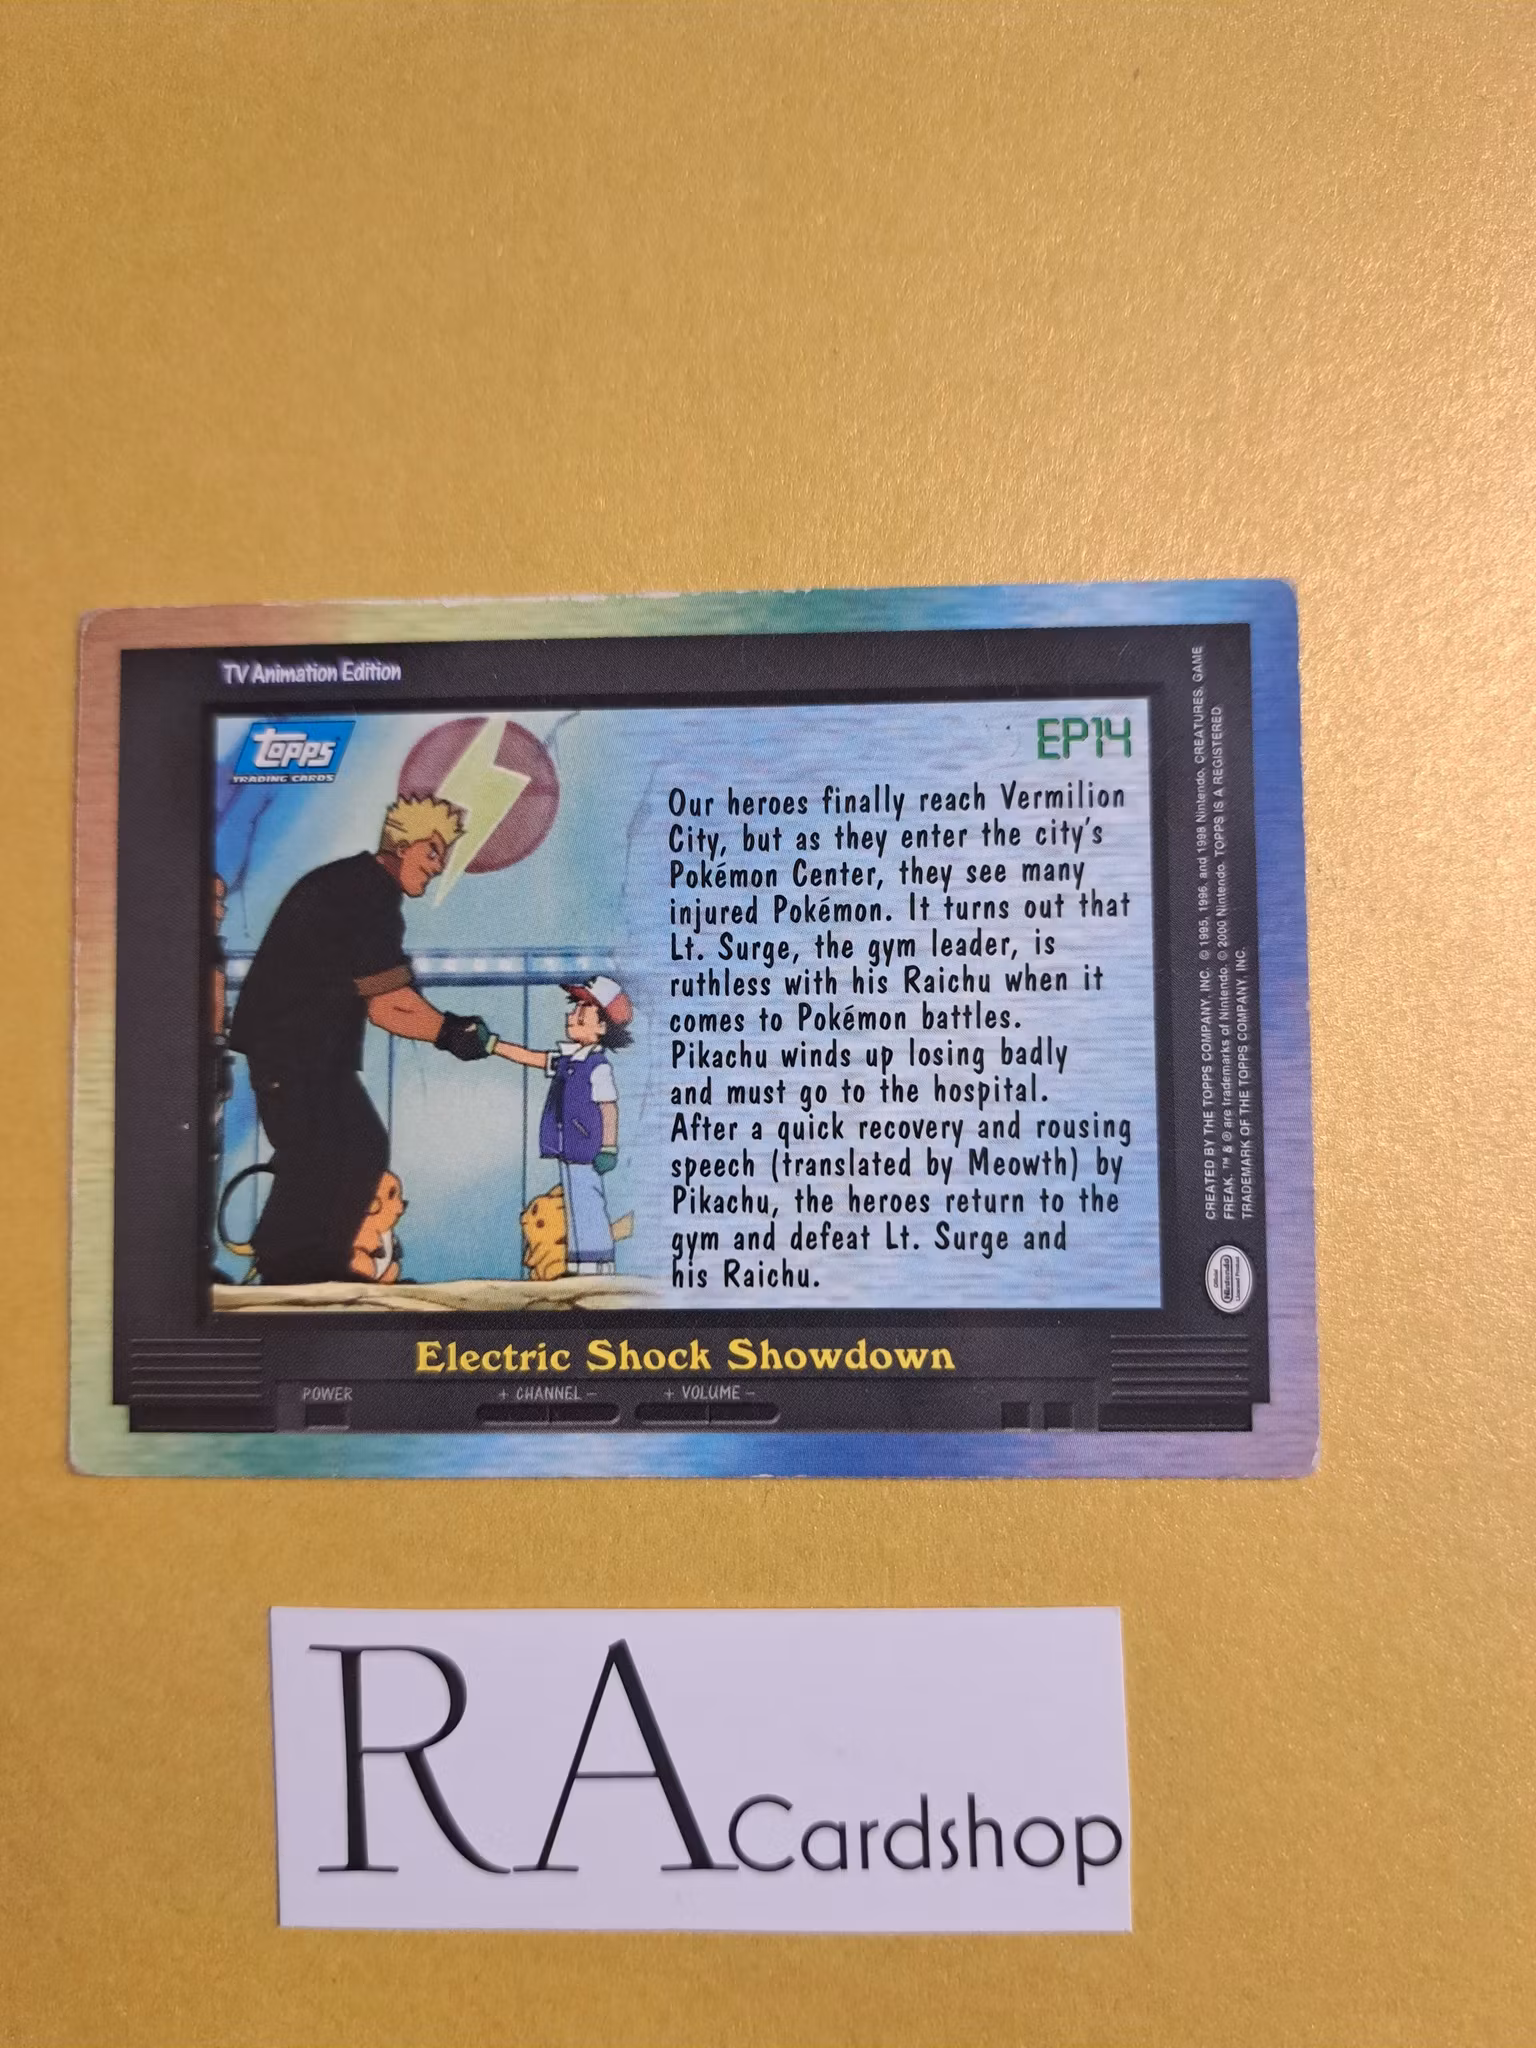 TV Animation Edition
topps
TRADING CARDS
EP14
Our heroes finally reach Vermilion
City, but as they enter the city's
Pokémon Center, they see many
injured Pokémon. It turns out that
Lt. Surge, the gym leader, is
ruthless with his Raichu when it
comes to Pokémon battles.
Pikachu winds up losing badly
and must go to the hospital.
After a quick recovery and rousing
speech (translated by Meowth) by
Pikachu, the heroes return to the
gym and defeat Lt. Surge and
his Raichu.
CREATED BY THE TOPPS COMPANY, INC. © 1995, 1996, and 1998 Nintendo, CREATURES, GAME
FREAK. ™ & ® are trademarks of Nintendo. © 2000 Nintendo. TOPPS IS A REGISTERED
TRADEMARK OF THE TOPPS COMPANY, INC.
Official
Nintendo
Licensed Product
Electric Shock Showdown
POWER
+ CHANNEL -
+ VOLUME -
RA Cardshop